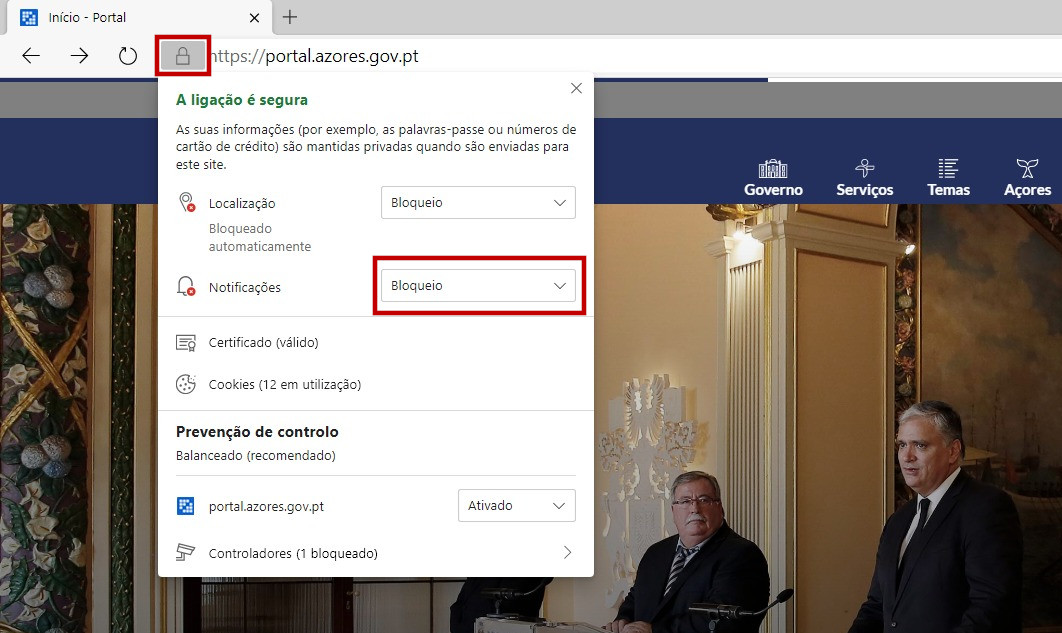 Início - Portal
https://portal.azores.gov.pt
A ligação é segura
As suas informações (por exemplo, as palavras-passe ou números de
cartão de crédito) são mantidas privadas quando são enviadas para
este site.
Localização
Bloqueio
Bloqueado
automaticamente
Notificações
Bloqueio
Certificado (válido)
Cookies (12 em utilização)
Prevenção de controlo
Balanceado (recomendado)
portal.azores.gov.pt
Ativado
Controladores (1 bloqueado)
Governo
Serviços
Temas
Açores